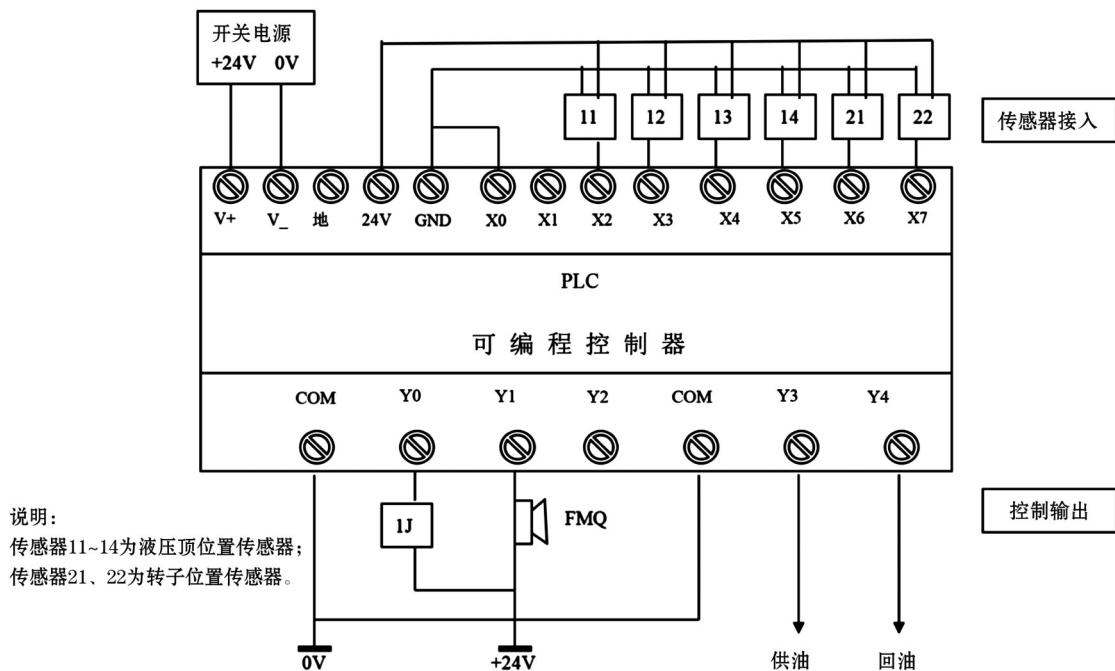 开关电源
+24V 0V
11 12 13 14 21 22
传感器接入
V+ V_ 地 24V GND X0 X1 X2 X3 X4 X5 X6 X7
PLC
可编程控制器
COM Y0 Y1 Y2 COM Y3 Y4
1J
FMQ
控制输出
说明:
传感器11~14为液压顶位置传感器;
传感器21、22为转子位置传感器。
0V +24V 供油 回油